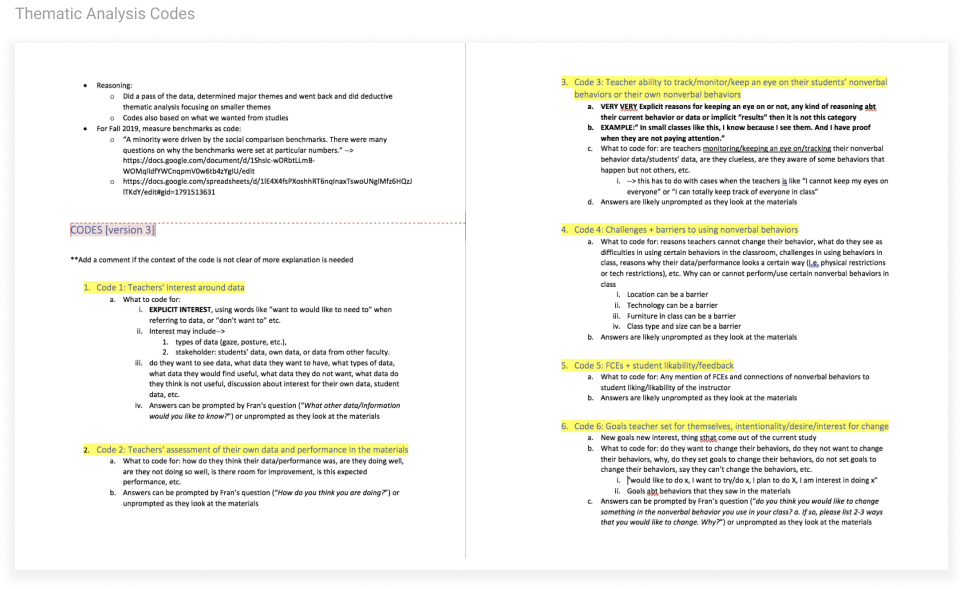 Thematic Analysis Codes
• Reasoning:
o Did a pass of the data, determined major themes and went back and did deductive
thematic analysis focusing on smaller themes
o Codes also based on what we wanted from studies
• For Fall 2019, measure benchmarks as code:
o "A minority were driven by the social comparison benchmarks. There were many
questions on why the benchmarks were set at particular numbers." -->
https://docs.google.com/document/d/1Shslc-wDRbtLLmB-
o
ITKdY/edit#gid=1791513631
CODES [version 3]
**Add a comment if the context of the code is not clear of more explanation is needed
1. Code 1: Teachers' interest around data
a. What to code for:
i. EXPLICIT INTEREST, using words like "want to would like to need to" when
referring to data, or "don't want to" etc.
ii. Interest may include-->
1. types of data (gaze, posture, etc.),
2. stakeholder: students' data, own data, or data from other faculty.
iii. do they want to see data, what data they want to have, what types of data,
what data they would find useful, what data they do not want, what data do
they think is not useful, discussion about interest for their own data, student
data, etc.
iv. Answers can be prompted by Fran's question ("What other data/information
would you like to know?") or unprompted as they look at the materials
2. Code 2: Teachers' assessment of their own data and performance in the materials
a. What to code for: how do they think their data/performance was, are they doing well,
are they not doing so well, is there room for improvement, is this expected
performance, etc.
b. Answers can be prompted by Fran's question ("How do you think you are doing?") or
unprompted as they look at the materials
3. Code 3: Teacher ability to track/monitor/keep an eye on their students' nonverbal
behaviors or their own nonverbal behaviors
a. VERY VERY Explicit reasons for keeping an eye on or not, any kind of reasoning abt
their current behavior or data or implicit "results" then it is not this category
b. EXAMPLE:" In small classes like this, I know because I see them. And I have proof
when they are not paying attention."
c. What to code for: are teachers monitoring/keeping an eye on/tracking their nonverbal
behavior data/students' data, are they clueless, are they aware of some behaviors that
happen but not others, etc.
i. --> this has to do with cases when the teachers is like "I cannot keep my eyes on
everyone" or "I can totally keep track of everyone in class"
d. Answers are likely unprompted as they look at the materials
4. Code 4: Challenges + barriers to using nonverbal behaviors
a. What to code for: reasons teachers cannot change their behavior, what do they see as
difficulties in using certain behaviors in the classroom, challenges in using behaviors in
class, reasons why their data/performance looks a certain way (i.e. physical restrictions
or tech restrictions), etc. Why can or cannot perform/use certain nonverbal behaviors in
class
i. Location can be a barrier
ii. Technology can be a barrier
iii. Furniture in class can be a barrier
iv. Class type and size can be a barrier
b. Answers are likely unprompted as they look at the materials
5. Code 5: FCEs + student likability/feedback
a. What to code for: Any mention of FCEs and connections of nonverbal behaviors to
student liking/likability of the instructor
b. Answers are likely unprompted as they look at the materials
6. Code 6: Goals teacher set for themselves, intentionality/desire/interest for change
a. New goals new interest, thing sthat come out of the current study
b. What to code for: do they want to change their behaviors, do they not want to change
their behaviors, why, do they set goals to change their behaviors, do not set goals to
change their behaviors, say they can't change the behaviors, etc.
i. "would like to do x, I want to try/do x, I plan to do X, I am interest in doing x"
ii. Goals abt behaviors that they saw in the materials
c. Answers can be prompted by Fran's question ("do you think you would like to change
something in the nonverbal behavior you use in your class? a. If so, please list 2-3 ways
that you would like to change. Why?") or unprompted as they look at the materials